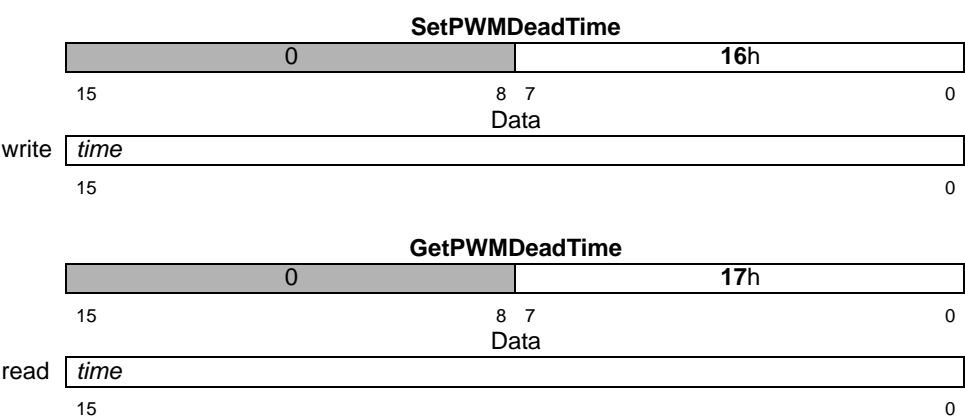 SetPWMDeadTime
0 16h
15 8 7 0
Data
write time
15 0
GetPWMDeadTime
0 17h
15 8 7 0
Data
read time
15 0